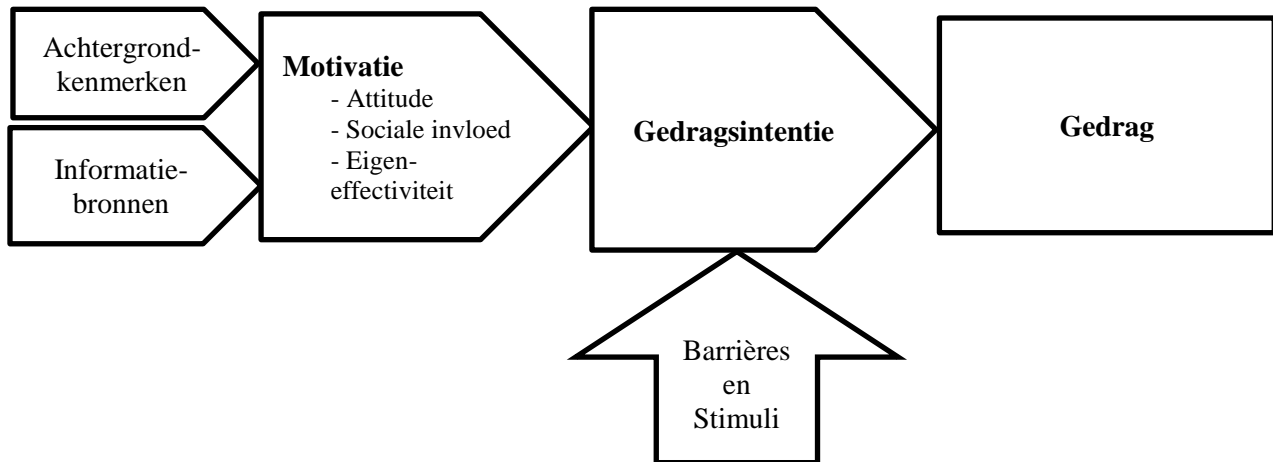 Achtergrond-
kenmerken
Informatie-
bronnen
Motivatie
- Attitude
- Sociale invloed
- Eigen-
effectiviteit
Gedragsintentie
Gedrag
Barrières
en
Stimuli